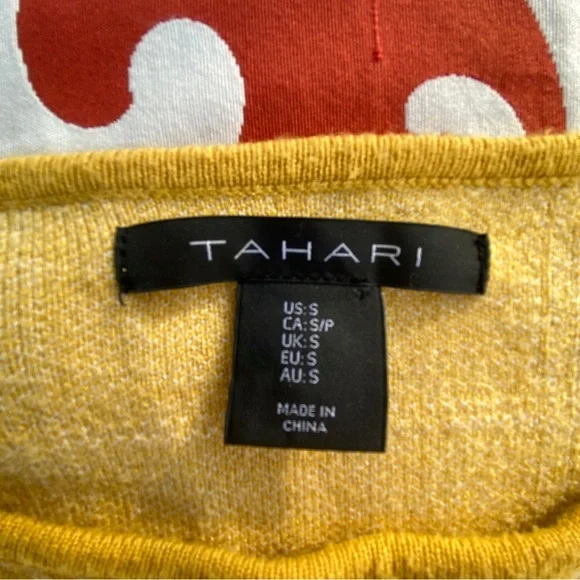 TAHARI
US:S
CA:S/P
UK:S
EU:S
AU:S
MADE IN
CHINA